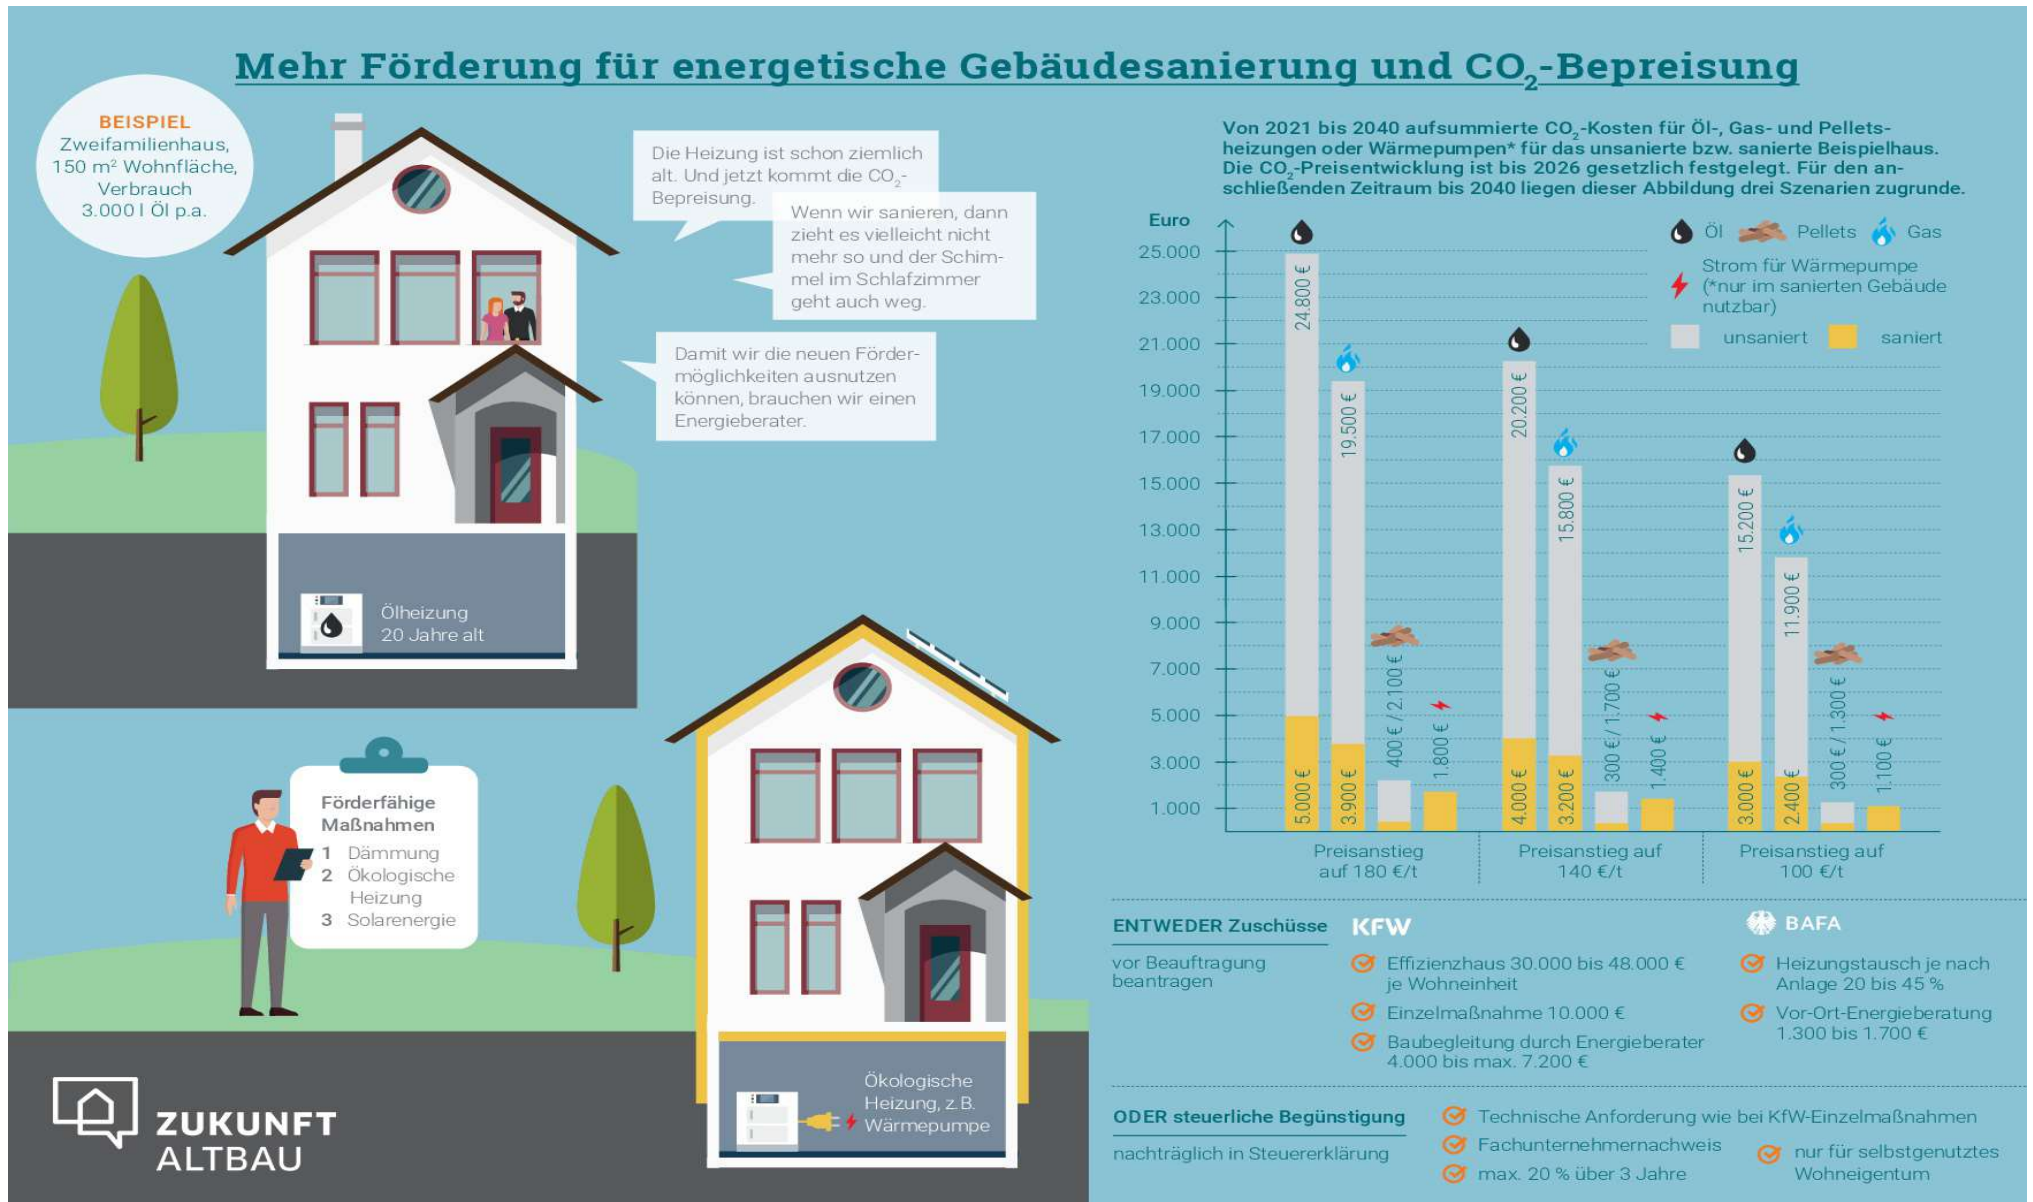 Mehr Förderung für energetische Gebäudesanierung und CO₂-Bepreisung
BEISPIEL
Zweifamilienhaus,
150 m² Wohnfläche,
Verbrauch
3.000 l Öl p.a.
Die Heizung ist schon ziemlich
alt. Und jetzt kommt die CO₂-
Bepreisung.
Wenn wir sanieren, dann
zieht es vielleicht nicht
mehr so und der Schim-
mel im Schlafzimmer
geht auch weg.
Damit wir die neuen Förder-
möglichkeiten ausnutzen
können, brauchen wir einen
Energieberater.
Ölheizung
20 Jahre alt
Förderfähige
Maßnahmen
1 Dämmung
2 Ökologische
Heizung
3 Solarenergie
Ökologische
Heizung, z.B.
Wärmepumpe
ZUKUNFT
ALTBAU
Von 2021 bis 2040 aufsummierte CO₂-Kosten für Öl-, Gas- und Pellets-
heizungen oder Wärmepumpen* für das unsanierte bzw. sanierte Beispielhaus.
Die CO₂-Preisentwicklung ist bis 2026 gesetzlich festgelegt. Für den an-
schließenden Zeitraum bis 2040 liegen dieser Abbildung drei Szenarien zugrunde.
Euro
25.000
23.000
21.000
19.000
17.000
15.000
13.000
11.000
9.000
7.000
5.000
3.000
1.000
Öl Pellets Gas
Strom für Wärmepumpe
(*nur im sanierten Gebäude
nutzbar)
unsaniert saniert
24.800 €
5.000 €
19.500 €
3.900 €
400 € / 2.100 €
1.800 €
20.200 €
4.000 €
15.800 €
3.200 €
300 € / 1.700 €
1.400 €
15.200 €
3.000 €
11.900 €
2.400 €
300 € / 1.300 €
1.100 €
Preisanstieg
auf 180 €/t
Preisanstieg auf
140 €/t
Preisanstieg auf
100 €/t
ENTWEDER Zuschüsse
vor Beauftragung
beantragen
KFW
Effizienzhaus 30.000 bis 48.000 €
je Wohneinheit
Einzelmaßnahme 10.000 €
Baubegleitung durch Energieberater
4.000 bis max. 7.200 €
BAFA
Heizungstausch je nach
Anlage 20 bis 45 %
Vor-Ort-Energieberatung
1.300 bis 1.700 €
ODER steuerliche Begünstigung
nachträglich in Steuererklärung
Technische Anforderung wie bei KfW-Einzelmaßnahmen
Fachunternehmernachweis
max. 20 % über 3 Jahre
nur für selbstgenutztes
Wohneigentum